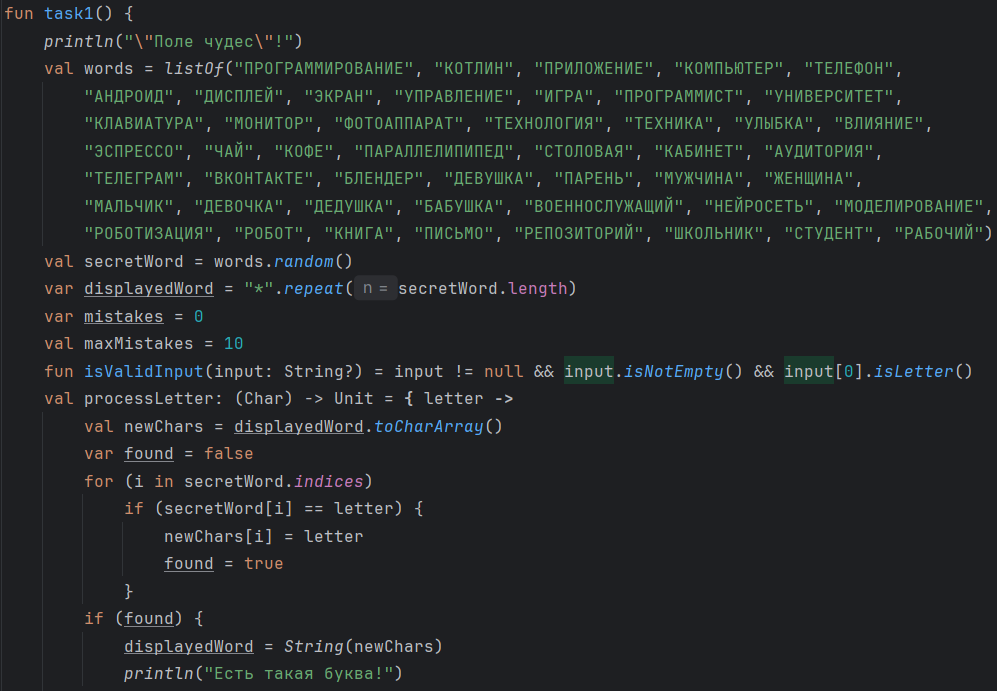 fun task1() {
    println("\"Поле чудес\"!")
    val words = listOf("ПРОГРАММИРОВАНИЕ", "КОТЛИН", "ПРИЛОЖЕНИЕ", "КОМПЬЮТЕР", "ТЕЛЕФОН",
        "АНДРОИД", "ДИСПЛЕЙ", "ЭКРАН", "УПРАВЛЕНИЕ", "ИГРА", "ПРОГРАММИСТ", "УНИВЕРСИТЕТ",
        "КЛАВИАТУРА", "МОНИТОР", "ФОТОАППАРАТ", "ТЕХНОЛОГИЯ", "ТЕХНИКА", "УЛЫБКА", "ВЛИЯНИЕ",
        "ЭСПРЕССО", "ЧАЙ", "КОФЕ", "ПАРАЛЛЕЛИПИПЕД", "СТОЛОВАЯ", "КАБИНЕТ", "АУДИТОРИЯ",
        "ТЕЛЕГРАМ", "ВКОНТАКТЕ", "БЛЕНДЕР", "ДЕВУШКА", "ПАРЕНЬ", "МУЖЧИНА", "ЖЕНЩИНА",
        "МАЛЬЧИК", "ДЕВОЧКА", "ДЕДУШКА", "БАБУШКА", "ВОЕННОСЛУЖАЩИЙ", "НЕЙРОСЕТЬ", "МОДЕЛИРОВАНИЕ",
        "РОБОТИЗАЦИЯ", "РОБОТ", "КНИГА", "ПИСЬМО", "РЕПОЗИТОРИЙ", "ШКОЛЬНИК", "СТУДЕНТ", "РАБОЧИЙ")
    val secretWord = words.random()
    var displayedWord = "*".repeat( n = secretWord.length)
    var mistakes = 0
    val maxMistakes = 10
    fun isValidInput(input: String?) = input != null && input.isNotEmpty() && input[0].isLetter()
    val processLetter: (Char) -> Unit = { letter ->
        val newChars = displayedWord.toCharArray()
        var found = false
        for (i in secretWord.indices)
            if (secretWord[i] == letter) {
                newChars[i] = letter
                found = true
            }
        if (found) {
            displayedWord = String(newChars)
            println("Есть такая буква!")